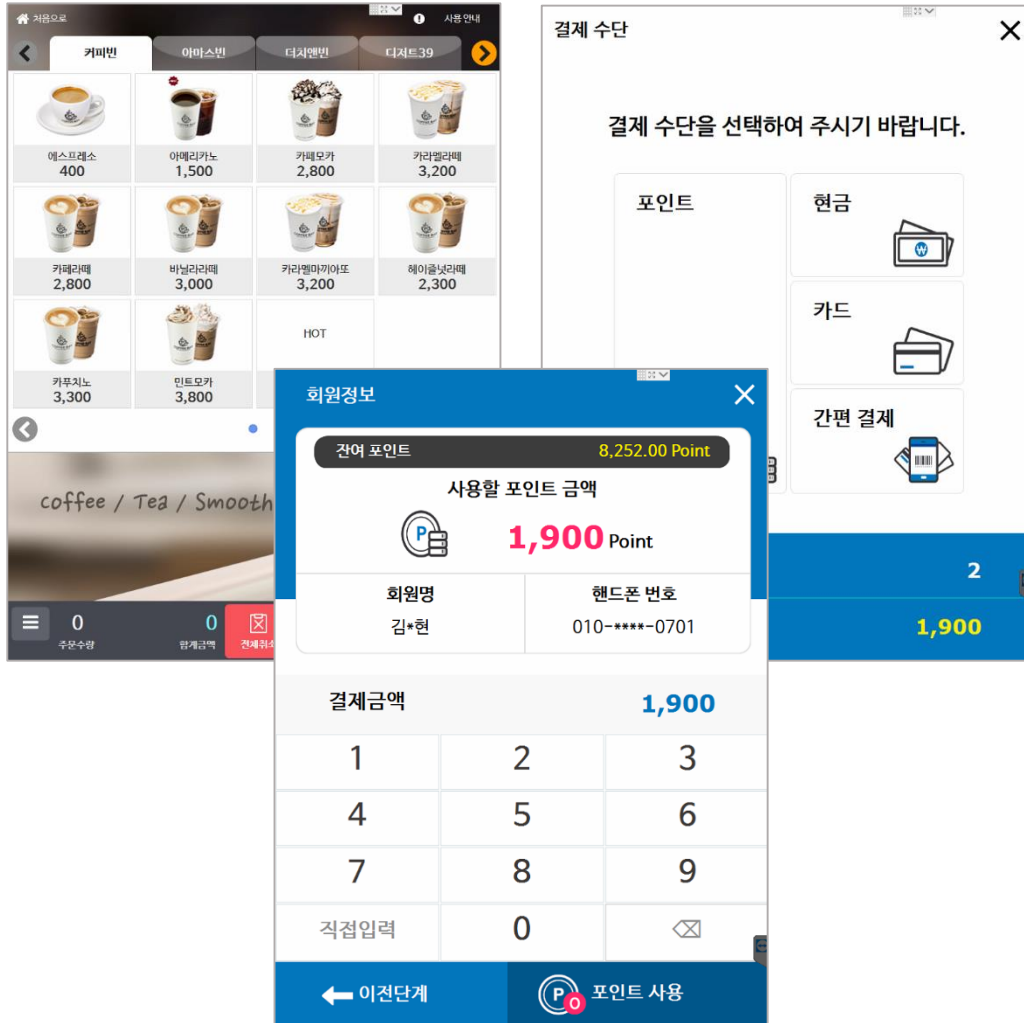 처음으로
사용 안내
커피빈
아마스빈
더치앤빈
디저트39
에스프레소
400
아메리카노
1,500
카페모카
2,800
카라멜라떼
3,200
카페라떼
2,800
바닐라라떼
3,000
카라멜마끼아또
3,200
헤이즐넛라떼
2,300
카푸치노
3,300
민트모카
3,800
HOT
coffee / Tea / Smooth
0
주문수량
0
합계금액
전체취소
결제 수단
결제 수단을 선택하여 주시기 바랍니다.
포인트
현금
카드
간편 결제
2
1,900
회원정보
잔여 포인트
8,252.00 Point
사용할 포인트 금액
P
1,900 Point
회원명
핸드폰 번호
김*현
010-****-0701
결제금액
1,900
1
2
3
4
5
6
7
8
9
직접입력
0
이전단계
P
0
포인트 사용